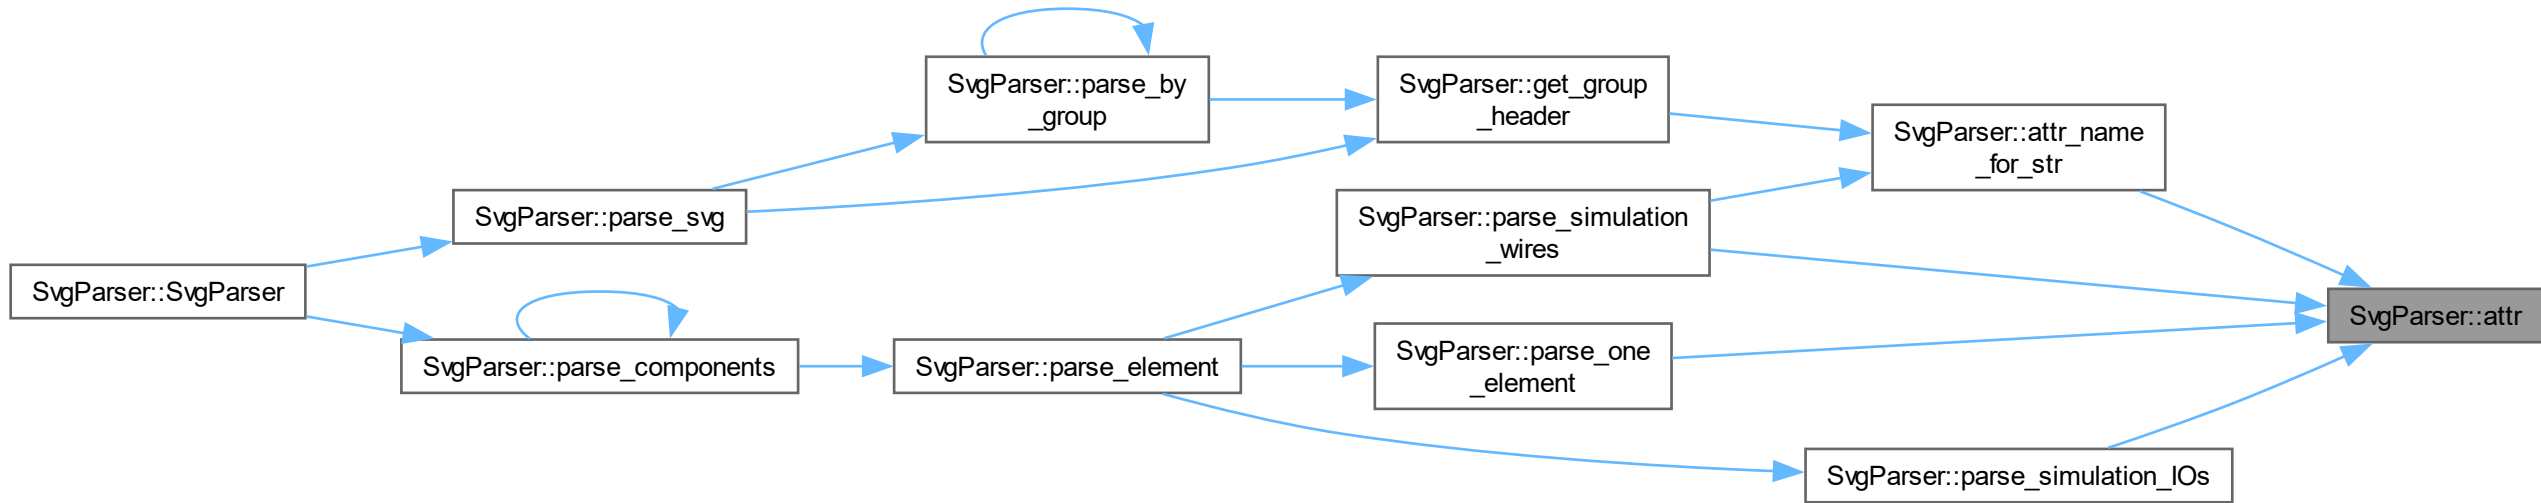 SvgParser::parse_by
_group
SvgParser::get_group
_header
SvgParser::attr_name
_for_str
SvgParser::parse_svg
SvgParser::parse_simulation
_wires
SvgParser::SvgParser
SvgParser::attr
SvgParser::parse_components
SvgParser::parse_element
SvgParser::parse_one
_element
SvgParser::parse_simulation_IOs